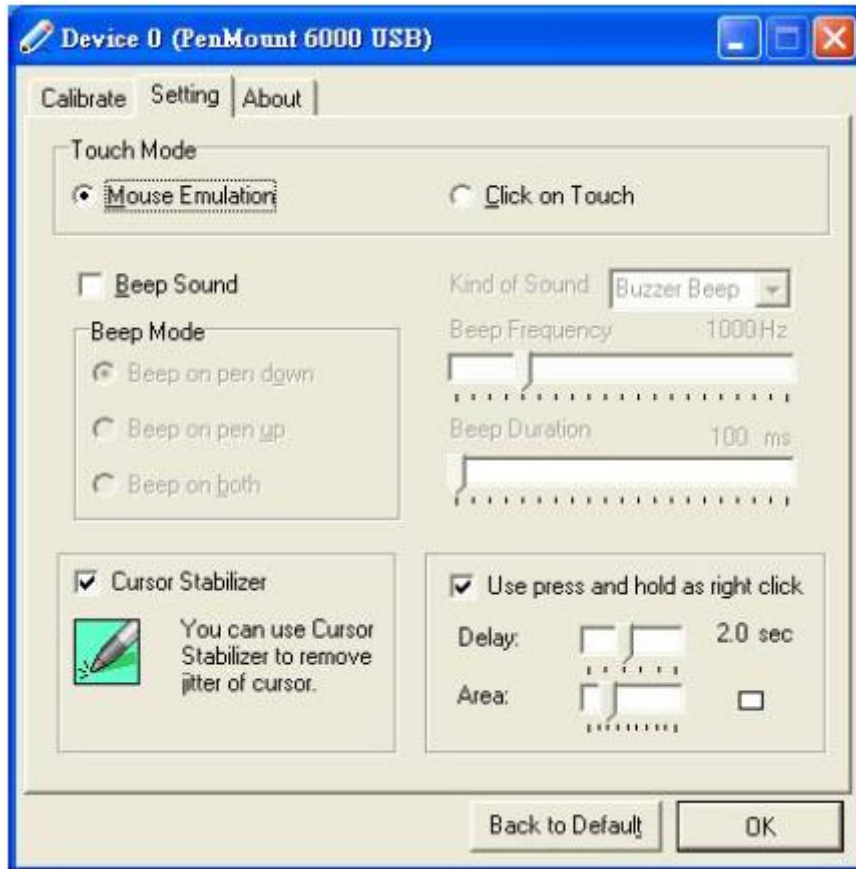 Device 0 (PenMount 6000 USB)
Calibrate Setting About
Touch Mode
Mouse Emulation Click on Touch
Beep Sound Kind of Sound Buzzer Beep
Beep Mode Beep Frequency 1000Hz
Beep on pen down
Beep on pen up Beep Duration 100 ms
Beep on both
Cursor Stabilizer Use press and hold as right click
You can use Cursor Delay: 2.0 sec
Stabilizer to remove
jitter of cursor. Area:
Back to Default OK